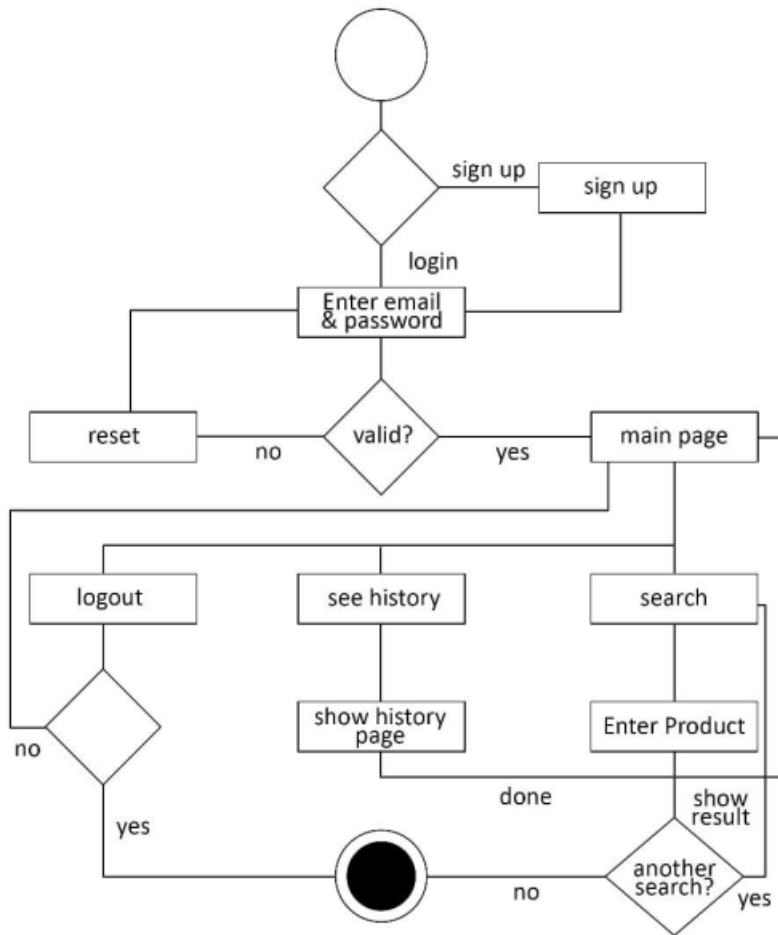 sign up
sign up
login
Enter email
& password
reset
no
valid?
yes
main page
logout
see history
search
show history
page
Enter Product
no
done
show
result
yes
no
another
search?
yes